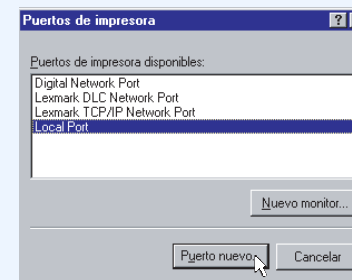 Puertos de impresora
?
Puertos de impresora disponibles:
Digital Network Port
Lexmark DLC Network Port
Lexmark TCP/IP Network Port
Local Port
Nuevo monitor...
Puerto nuevo...
Cancelar